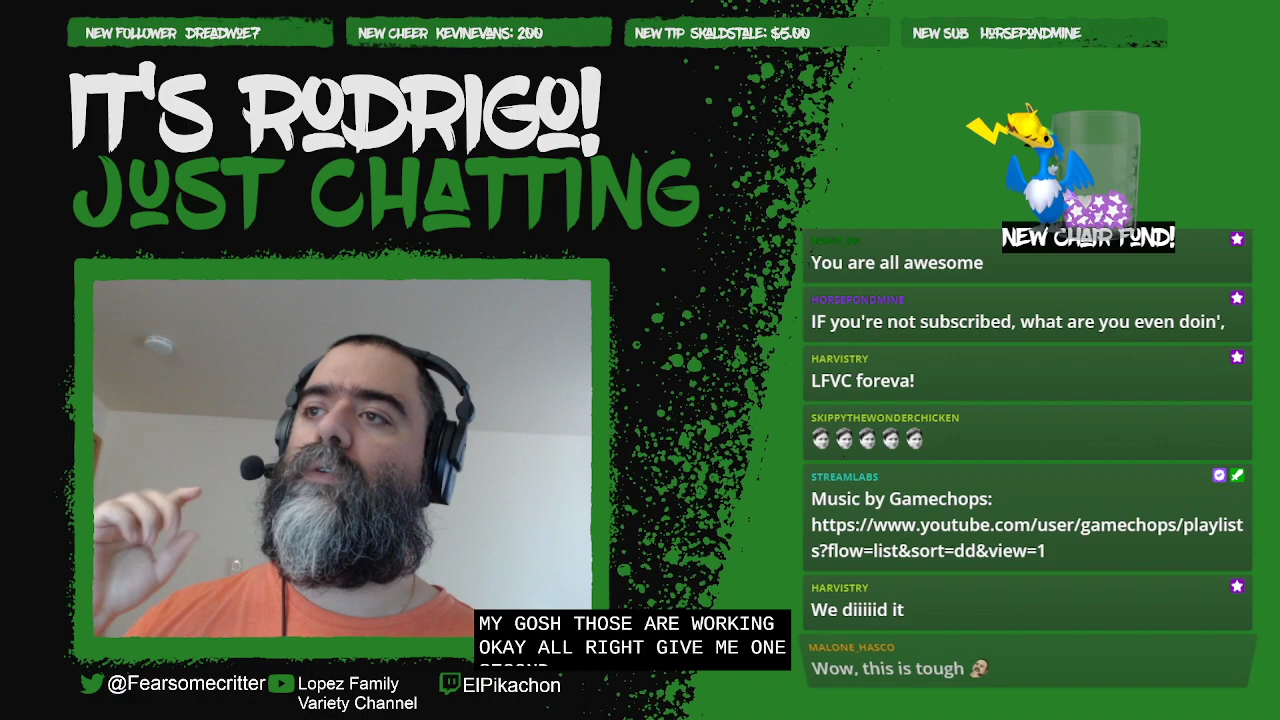 NEW FOLLOWER DREADWOE7
NEW CHEER KEVINEVANS: 200
NEW TIP SKALDSTALE: $5.00
NEW SUB HORSEPONDMINE
IT'S RODRIGO!
JUST CHATTING
NEW CHAIR FUND!
You are all awesome
HORSEPONDMINE
IF you're not subscribed, what are you even doin',
HARVISTRY
LFVC foreva!
SKIPPYTHEWONDERCHICKEN
STREAMLABS
Music by Gamechops:
https://www.youtube.com/user/gamechops/playlist
s?flow=list&sort=dd&view=1
HARVISTRY
We diiiiid it
MALONE_HASCO
Wow, this is tough
MY GOSH THOSE ARE WORKING
OKAY ALL RIGHT GIVE ME ONE
SECOND
@Fearsomecritter
Lopez Family
Variety Channel
ElPikachon